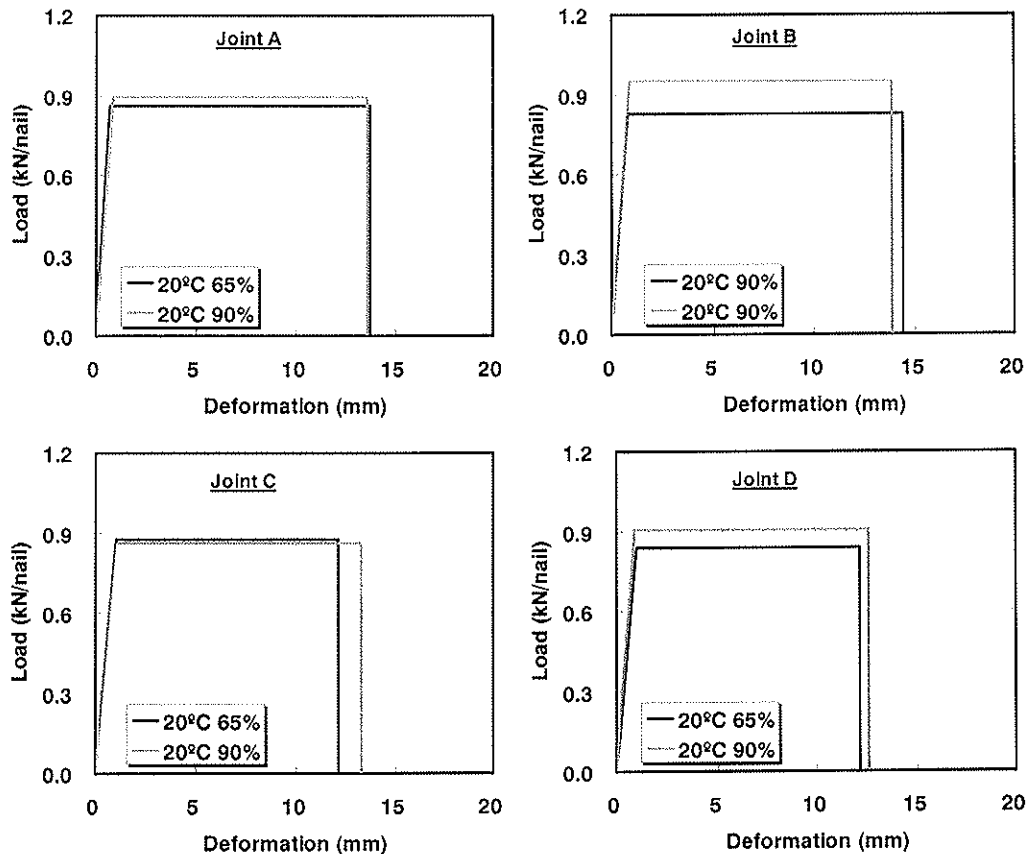 Joint A
Load (kN/nail)
1.2
0.9
0.6
0.3
0.0
20ºC 65%
20ºC 90%
0 5 10 15 20
Deformation (mm)
Joint B
Load (kN/nail)
1.2
0.9
0.6
0.3
0.0
20ºC 90%
20ºC 90%
0 5 10 15 20
Deformation (mm)
Joint C
Load (kN/nail)
1.2
0.9
0.6
0.3
0.0
20ºC 65%
20ºC 90%
0 5 10 15 20
Deformation (mm)
Joint D
Load (kN/nail)
1.2
0.9
0.6
0.3
0.0
20ºC 65%
20ºC 90%
0 5 10 15 20
Deformation (mm)